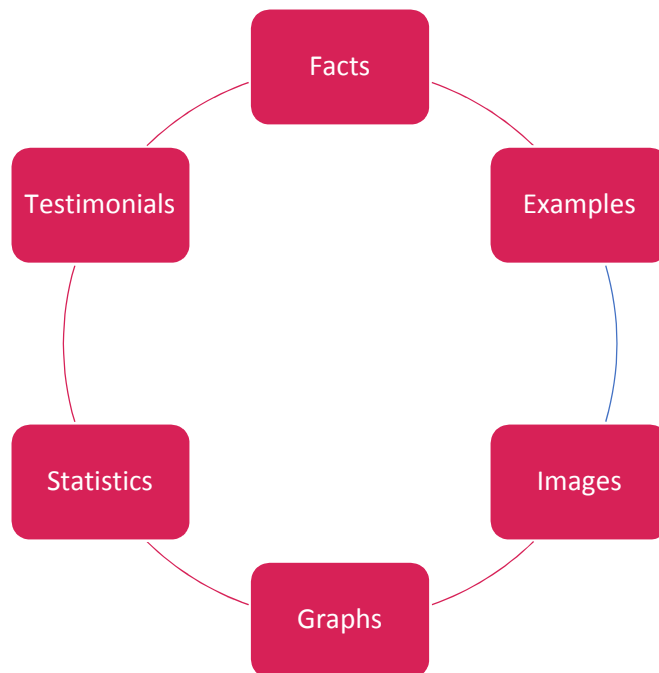 Facts
Examples
Images
Graphs
Statistics
Testimonials